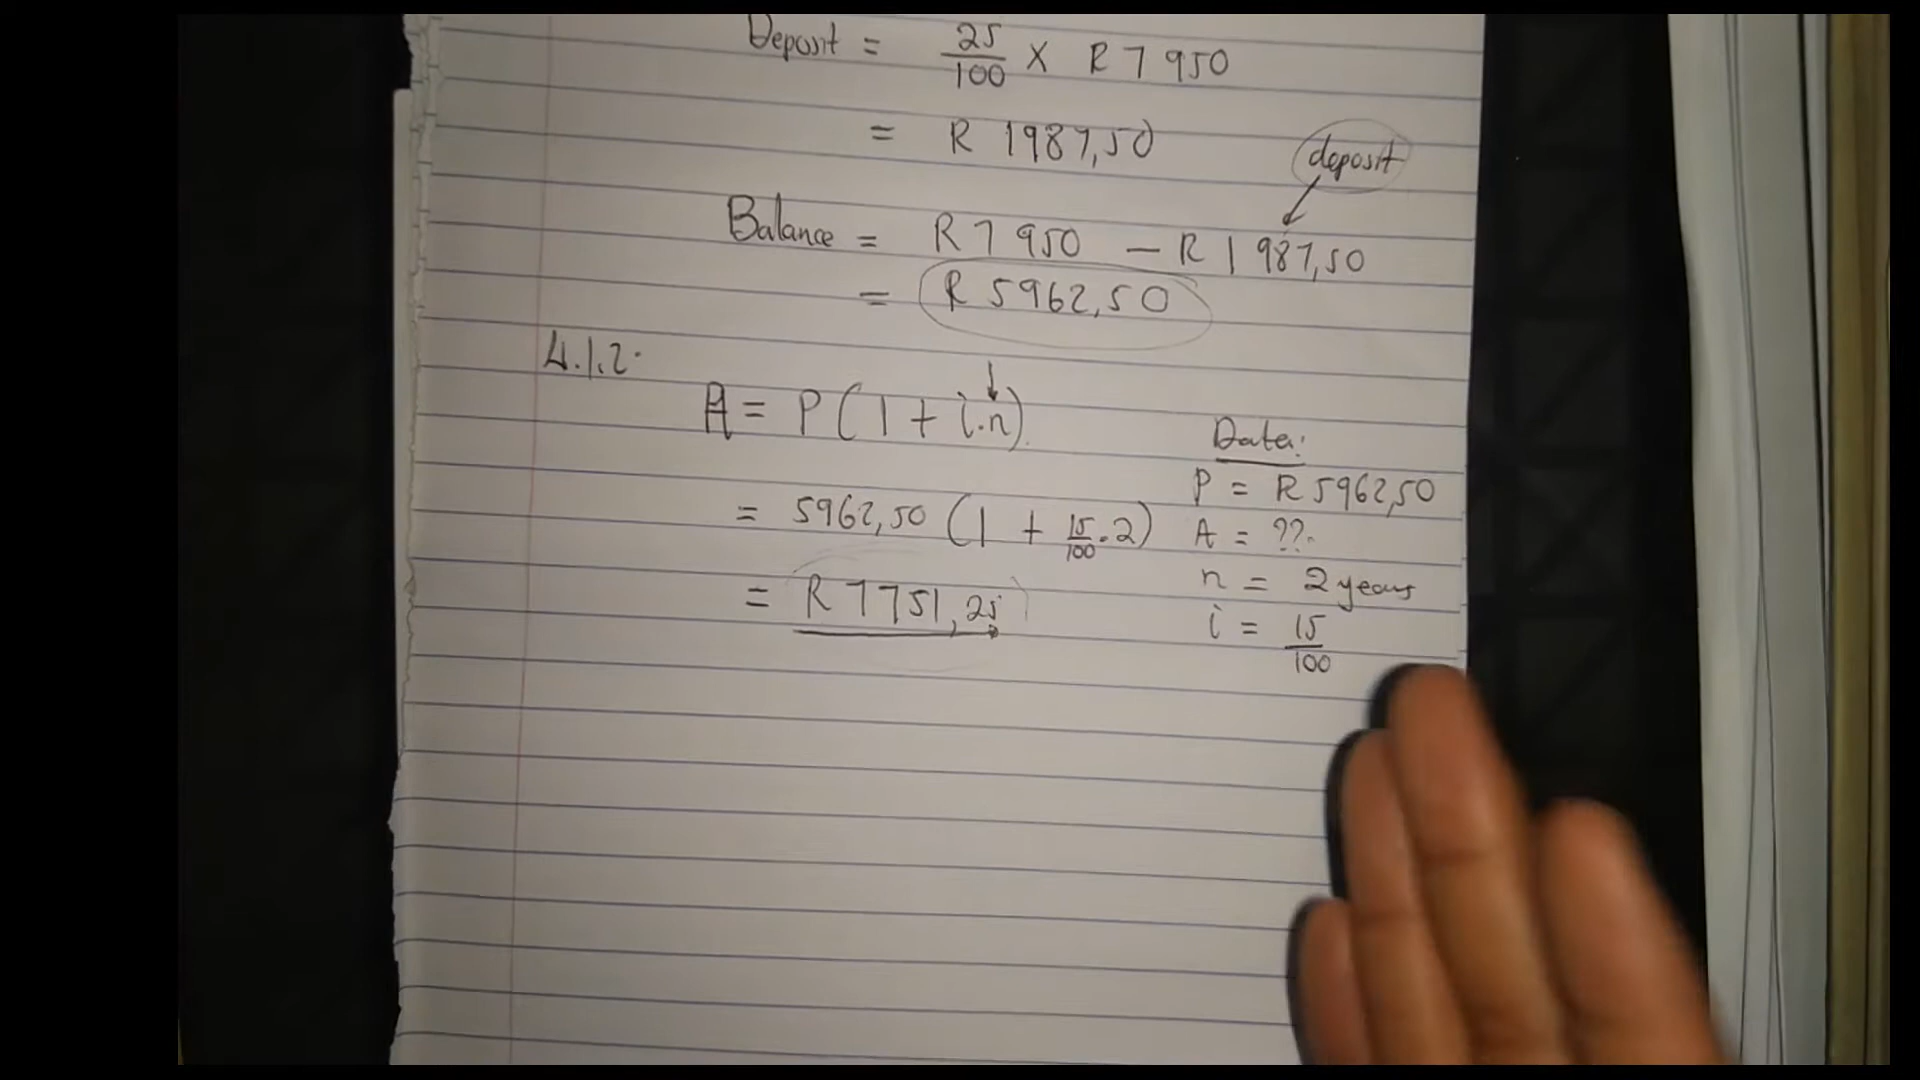 Deposit = 25/100 X R 7 950
= R 1987,50
deposit
Balance = R 7 950 — R 1 987,50
= R 5962,50
4.1.2.
A = P(1 + i.n)
Data:
P = R 5962,50
= 5962,50 (1 + 15/100 . 2)
A = ??.
n = 2 years
= R 7751,25
i = 15/100